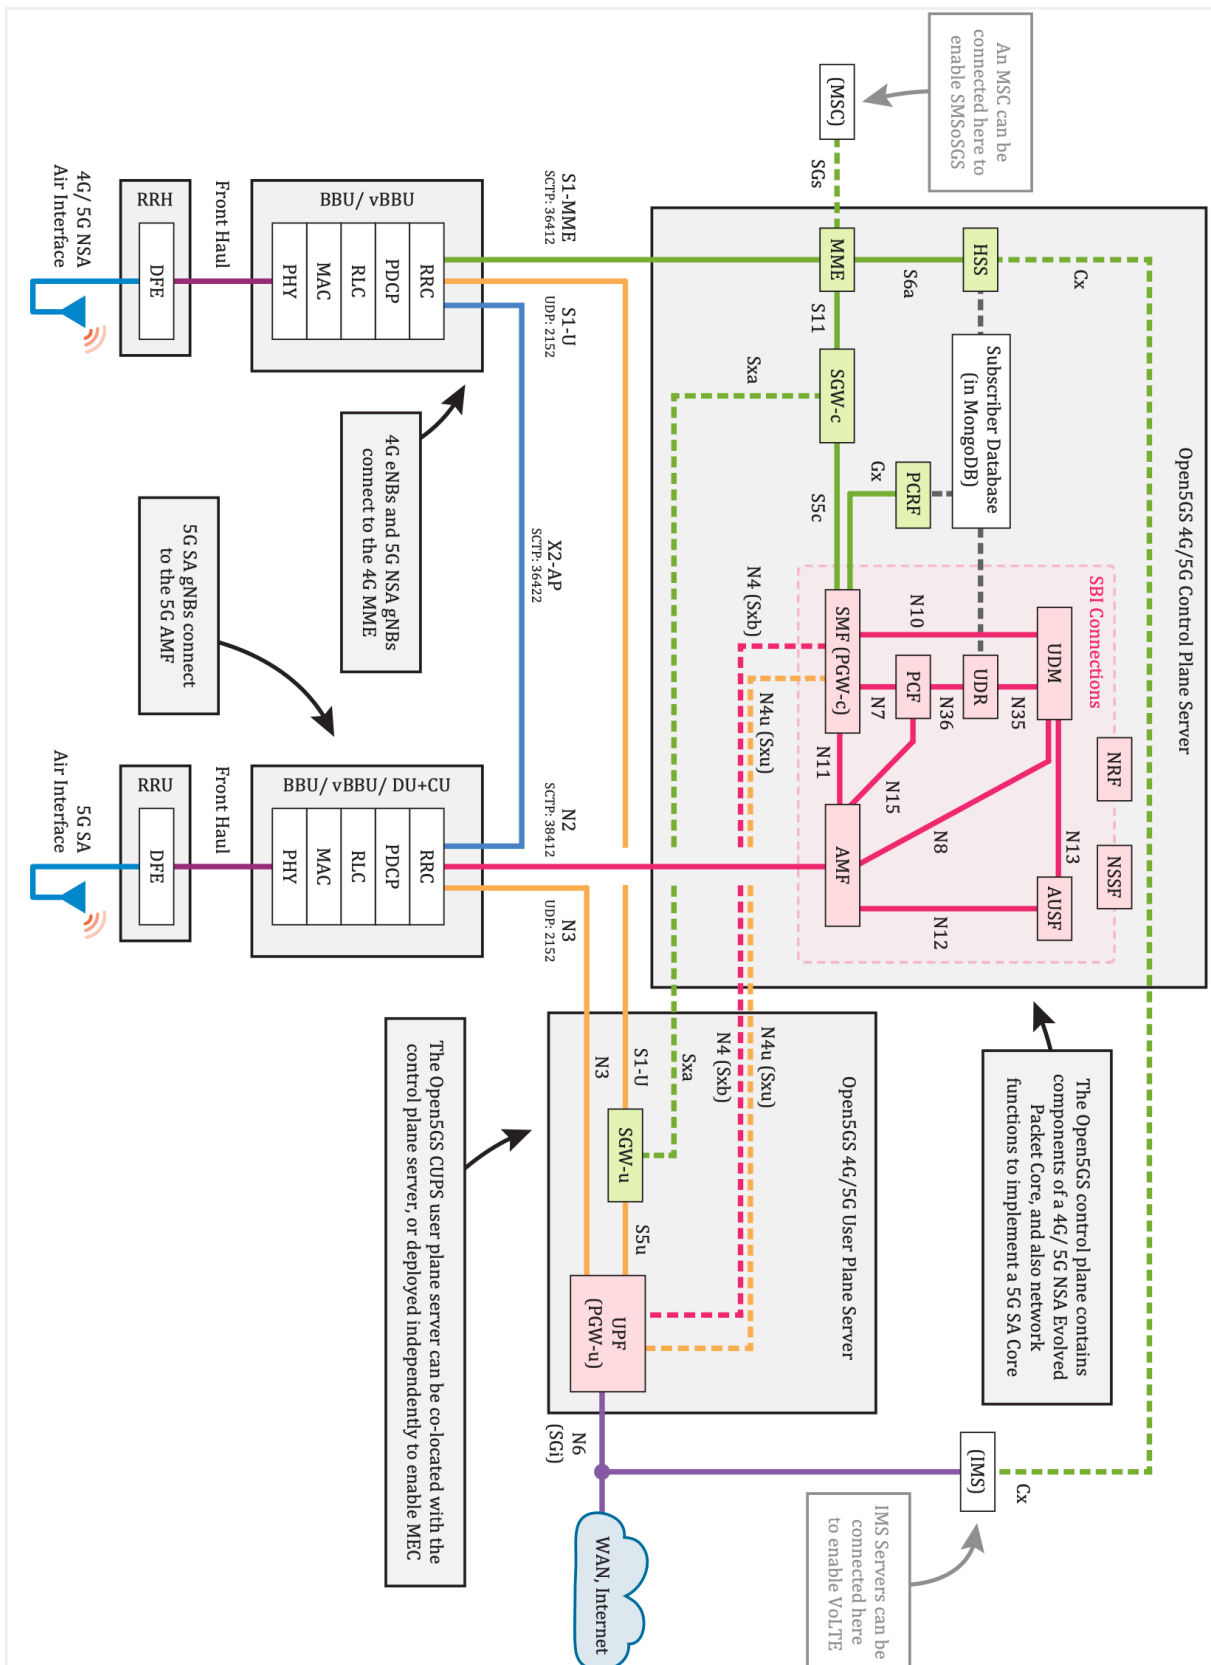 An MSC can be
connected here to
enable SMSoSGS
(MSC)
SGs
Open5GS 4G/5G Control Plane Server
Cx
HSS
S6a
MME
S11
Subscriber Database
(in MongoDB)
SGW-c
Sxa
Gx
PCRF
S5c
SBI Connections
N4 (Sxb)
N4u (Sxu)
SMF (PGW-c)
N10
UDM
UDR
PCF
N7
N36
N35
N11
N15
N8
N13
N12
NRF
NSSF
AUSF
AMF
The Open5GS control plane contains
components of a 4G/ 5G NSA Evolved
Packet Core, and also network
functions to implement a 5G SA Core
Cx
(IMS)
IMS Servers can be
connected here
to enable VoLTE
S1-MME
SCTP: 36412
S1-U
UDP: 2152
X2-AP
SCTP: 36422
N2
SCTP: 38412
N3
UDP: 2152
Open5GS 4G/5G User Plane Server
N4u (Sxu)
N4 (Sxb)
Sxa
S1-U
N3
SGW-u
S5u
UPF
(PGW-u)
N6
(SGi)
WAN, Internet
BBU/ vBBU
RRC
PDCP
RLC
MAC
PHY
Front Haul
RRH
DFE
4G/ 5G NSA
Air Interface
4G eNBs and 5G NSA gNBs
connect to the 4G MME
5G SA gNBs connect
to the 5G AMF
BBU/ vBBU/ DU+CU
RRC
PDCP
RLC
MAC
PHY
Front Haul
RRU
DFE
5G SA
Air Interface
The Open5GS CUPS user plane server can be co-located with the
control plane server, or deployed independently to enable MEC